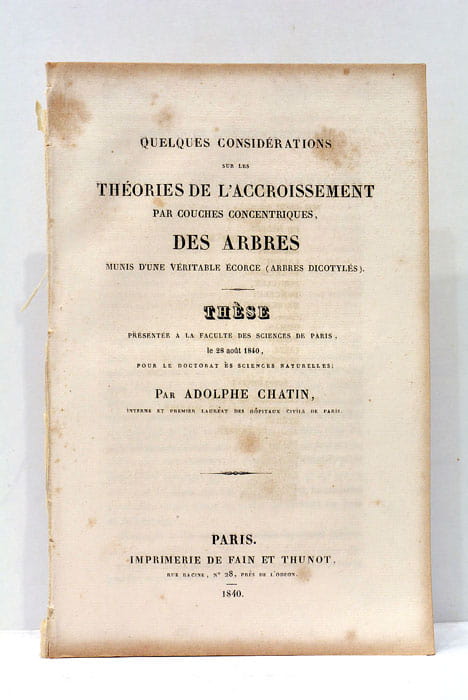 QUELQUES CONSIDÉRATIONS
SUR LES
THÉORIES DE L'ACCROISSEMENT
PAR COUCHES CONCENTRIQUES,
DES ARBRES
MUNIS D'UNE VÉRITABLE ÉCORCE (ARBRES DICOTYLÉS).
THÈSE
PRÉSENTÉE A LA FACULTE DES SCIENCES DE PARIS,
le 28 août 1840,
POUR LE DOCTORAT ÈS SCIENCES NATURELLES;
PAR ADOLPHE CHATIN,
INTERNE ET PREMIER LAURÉAT DES HÔPITAUX CIVILS DE PARIS.
PARIS.
IMPRIMERIE DE FAIN ET THUNOT,
RUE RACINE, N° 28, PRÈS DE L'ODÉON.
1840.